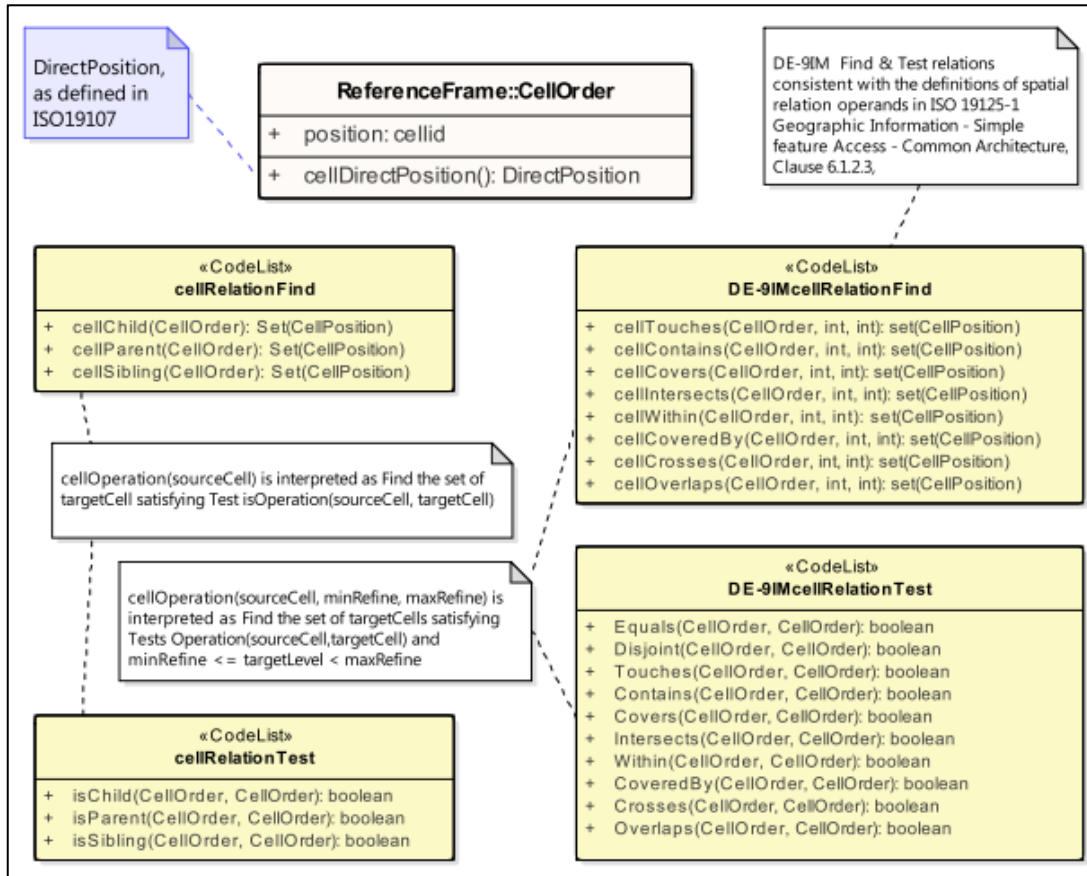 DirectPosition,
as defined in
ISO19107
ReferenceFrame::CellOrder
+ position: cellid
+ cellDirectPosition(): DirectPosition
DE-9IM Find & Test relations
consistent with the definitions of spatial
relation operands in ISO 19125-1
Geographic Information - Simple
feature Access - Common Architecture,
Clause 6.1.2.3,
«CodeList»
cellRelationFind
+ cellChild(CellOrder): Set(CellPosition)
+ cellParent(CellOrder): Set(CellPosition)
+ cellSibling(CellOrder): Set(CellPosition)
«CodeList»
DE-9IMcellRelationFind
+ cellTouches(CellOrder, int, int): set(CellPosition)
+ cellContains(CellOrder, int, int): set(CellPosition)
+ cellCovers(CellOrder, int, int): set(CellPosition)
+ cellIntersects(CellOrder, int, int): set(CellPosition)
+ cellWithin(CellOrder, int, int): set(CellPosition)
+ cellCoveredBy(CellOrder, int, int): set(CellPosition)
+ cellCrosses(CellOrder, int, int): set(CellPosition)
+ cellOverlaps(CellOrder, int, int): set(CellPosition)
cellOperation(sourceCell) is interpreted as Find the set of
targetCell satisfying Test isOperation(sourceCell, targetCell)
cellOperation(sourceCell, minRefine, maxRefine) is
interpreted as Find the set of targetCells satisfying
Tests Operation(sourceCell,targetCell) and
minRefine <= targetLevel < maxRefine
«CodeList»
DE-9IMcellRelationTest
+ Equals(CellOrder, CellOrder): boolean
+ Disjoint(CellOrder, CellOrder): boolean
+ Touches(CellOrder, CellOrder): boolean
+ Contains(CellOrder, CellOrder): boolean
+ Covers(CellOrder, CellOrder): boolean
+ Intersects(CellOrder, CellOrder): boolean
+ Within(CellOrder, CellOrder): boolean
+ CoveredBy(CellOrder, CellOrder): boolean
+ Crosses(CellOrder, CellOrder): boolean
+ Overlaps(CellOrder, CellOrder): boolean
«CodeList»
cellRelationTest
+ isChild(CellOrder, CellOrder): boolean
+ isParent(CellOrder, CellOrder): boolean
+ isSibling(CellOrder, CellOrder): boolean